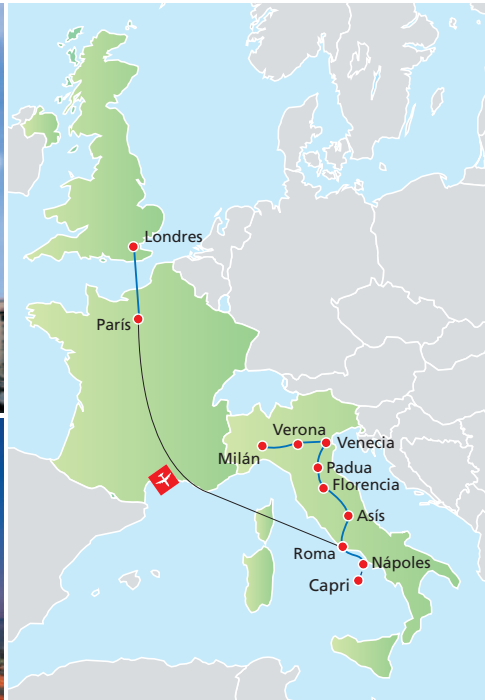 Londres
París
Verona
Venecia
Milán
Padua
Florencia
Asís
Roma
Nápoles
Capri